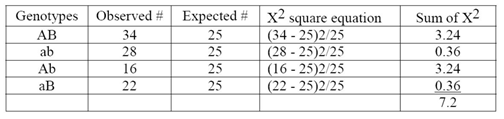 Genotypes Observed # Expected # X2 square equation Sum of X2
AB 34 25 (34 - 25)2/25 3.24
ab 28 25 (28 - 25)2/25 0.36
Ab 16 25 (16 - 25)2/25 3.24
aB 22 25 (22 - 25)2/25 0.36
7.2